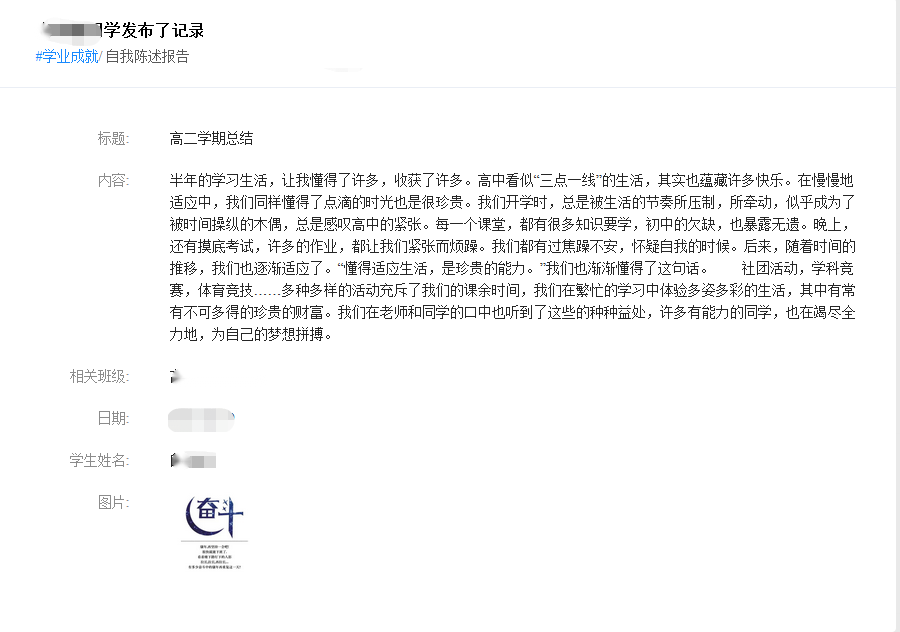 同学发布了记录
#学业成就/ 自我陈述报告
标题: 高二学期总结
内容: 半年的学习生活，让我懂得了许多，收获了许多。高中看似“三点一线”的生活，其实也蕴藏许多快乐。在慢慢地
适应中，我们同样懂得了点滴的时光也是很珍贵。我们开学时，总是被生活的节奏所压制，所牵动，似乎成为了
被时间操纵的木偶，总是感叹高中的紧张。每一个课堂，都有很多知识要学，初中的欠缺，也暴露无遗。晚上，
还有摸底考试，许多的作业，都让我们紧张而烦躁。我们都有过焦躁不安，怀疑自我的时候。后来，随着时间的
推移，我们也逐渐适应了。“懂得适应生活，是珍贵的能力。”我们也渐渐懂得了这句话。 社团活动，学科竞
赛，体育竞技……多种多样的活动充斥了我们的课余时间，我们在繁忙的学习中体验多姿多彩的生活，其中有常
有不可多得的珍贵的财富。我们在老师和同学的口中也听到了这些的种种益处，许多有能力的同学，也在竭尽全
力地，为自己的梦想拼搏。
相关班级:
日期:
学生姓名:
图片:
奋斗